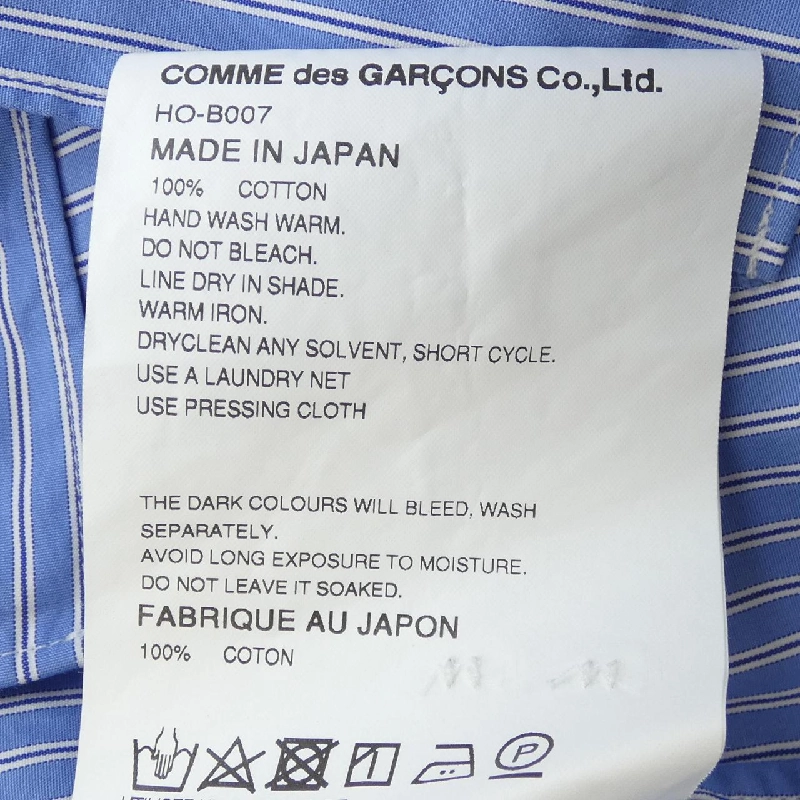 COMME des GARÇONS Co.,Ltd.
HO-B007
MADE IN JAPAN
100% COTTON
HAND WASH WARM.
DO NOT BLEACH.
LINE DRY IN SHADE.
WARM IRON.
DRYCLEAN ANY SOLVENT, SHORT CYCLE.
USE A LAUNDRY NET
USE PRESSING CLOTH
THE DARK COLOURS WILL BLEED, WASH
SEPARATELY.
AVOID LONG EXPOSURE TO MOISTURE.
DO NOT LEAVE IT SOAKED.
FABRIQUE AU JAPON
100% COTON
P